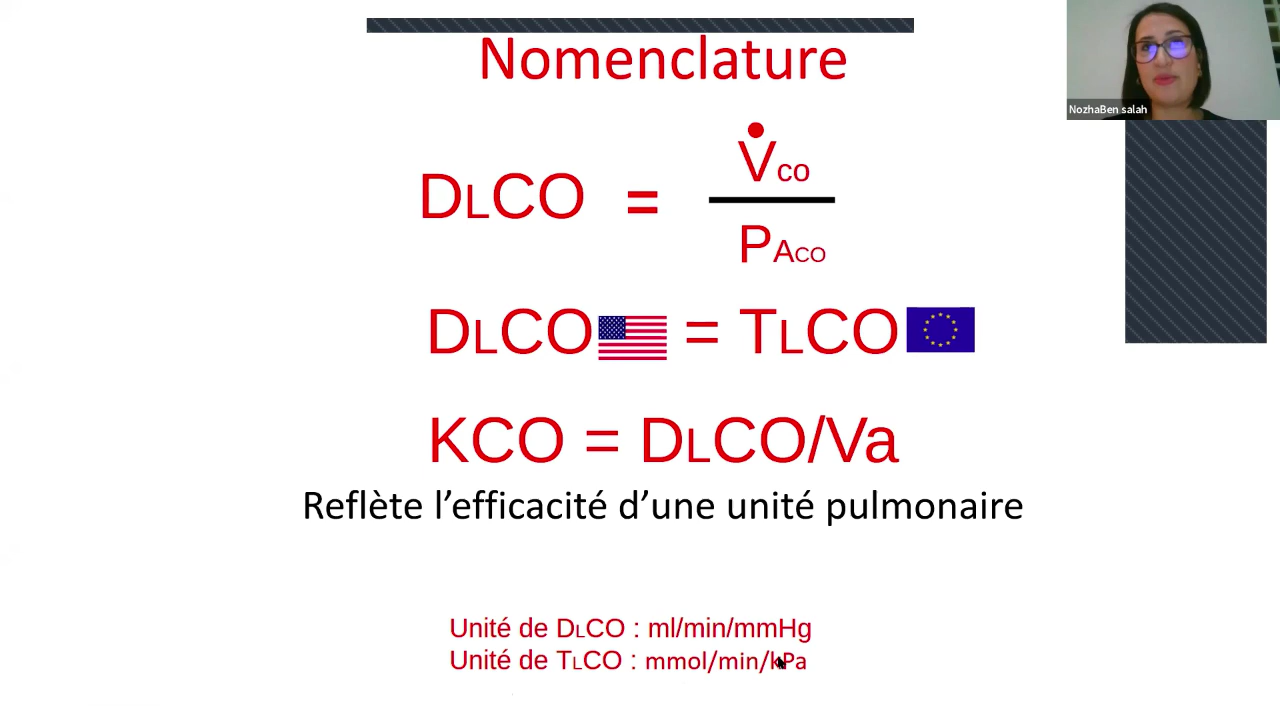 Nomenclature
NozhaBen salah
V̇co
DLCO =
PACO
DLCO = TLCO
KCO = DLCO/Va
Reflète l’efficacité d’une unité pulmonaire
Unité de DLCO : ml/min/mmHg
Unité de TLCO : mmol/min/kPa